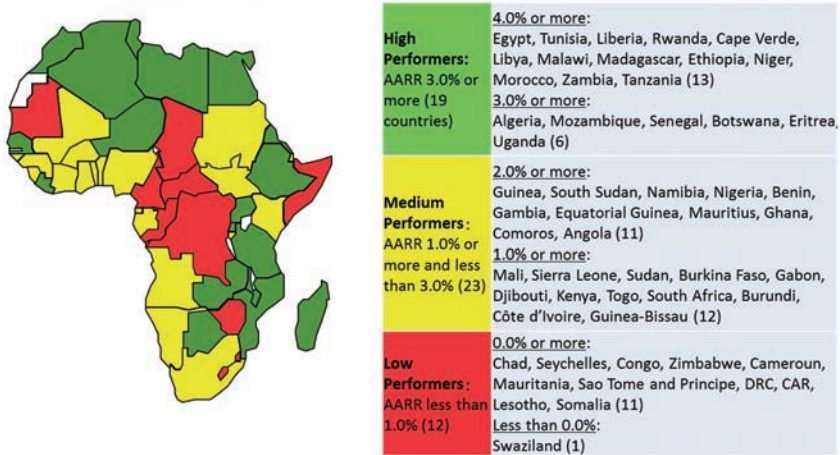 High
Performers:
AARR 3.0% or
more (19
countries)
4.0% or more:
Egypt, Tunisia, Liberia, Rwanda, Cape Verde,
Libya, Malawi, Madagascar, Ethiopia, Niger,
Morocco, Zambia, Tanzania (13)
3.0% or more:
Algeria, Mozambique, Senegal, Botswana, Eritrea,
Uganda (6)
Medium
Performers:
AARR 1.0% or
more and less
than 3.0% (23)
2.0% or more:
Guinea, South Sudan, Namibia, Nigeria, Benin,
Gambia, Equatorial Guinea, Mauritius, Ghana,
Comoros, Angola (11)
1.0% or more:
Mali, Sierra Leone, Sudan, Burkina Faso, Gabon,
Djibouti, Kenya, Togo, South Africa, Burundi,
Côte d'Ivoire, Guinea-Bissau (12)
Low
Performers:
AARR less than
1.0% (12)
0.0% or more:
Chad, Seychelles, Congo, Zimbabwe, Cameroun,
Mauritania, Sao Tome and Principe, DRC, CAR,
Lesotho, Somalia (11)
Less than 0.0%:
Swaziland (1)